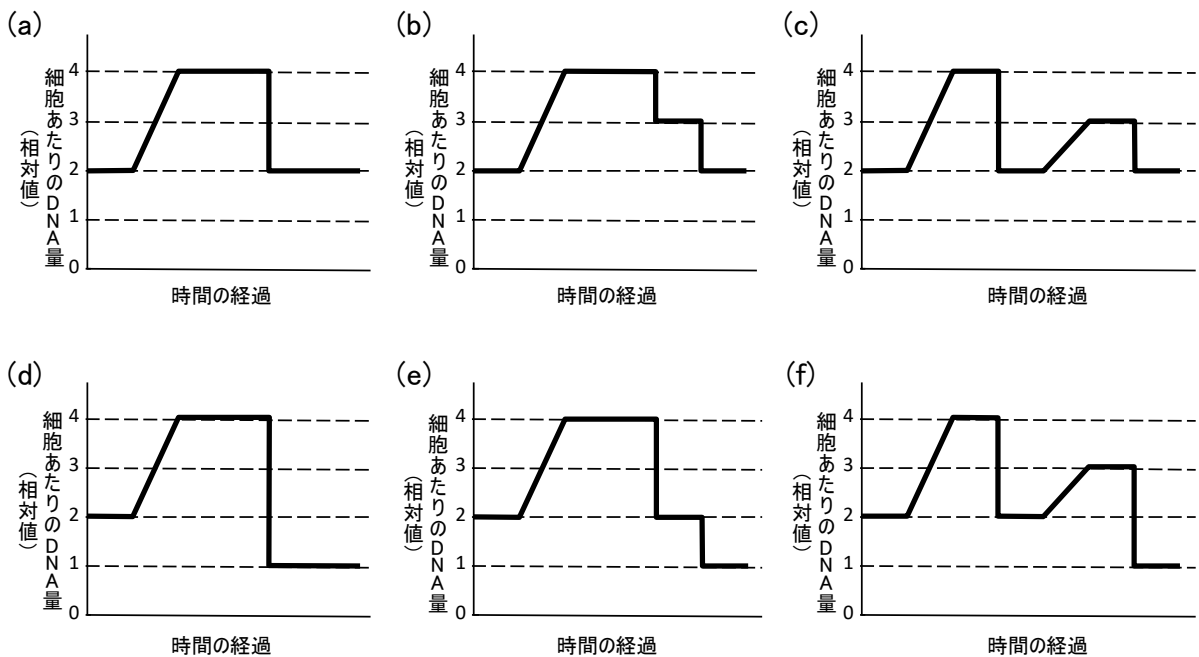 (a)
細胞あたりのDNA量
(相対値)
4
3
2
1
0
時間の経過
(b)
細胞あたりのDNA量
(相対値)
4
3
2
1
0
時間の経過
(c)
細胞あたりのDNA量
(相対値)
4
3
2
1
0
時間の経過
(d)
細胞あたりのDNA量
(相対値)
4
3
2
1
0
時間の経過
(e)
細胞あたりのDNA量
(相対値)
4
3
2
1
0
時間の経過
(f)
細胞あたりのDNA量
(相対値)
4
3
2
1
0
時間の経過